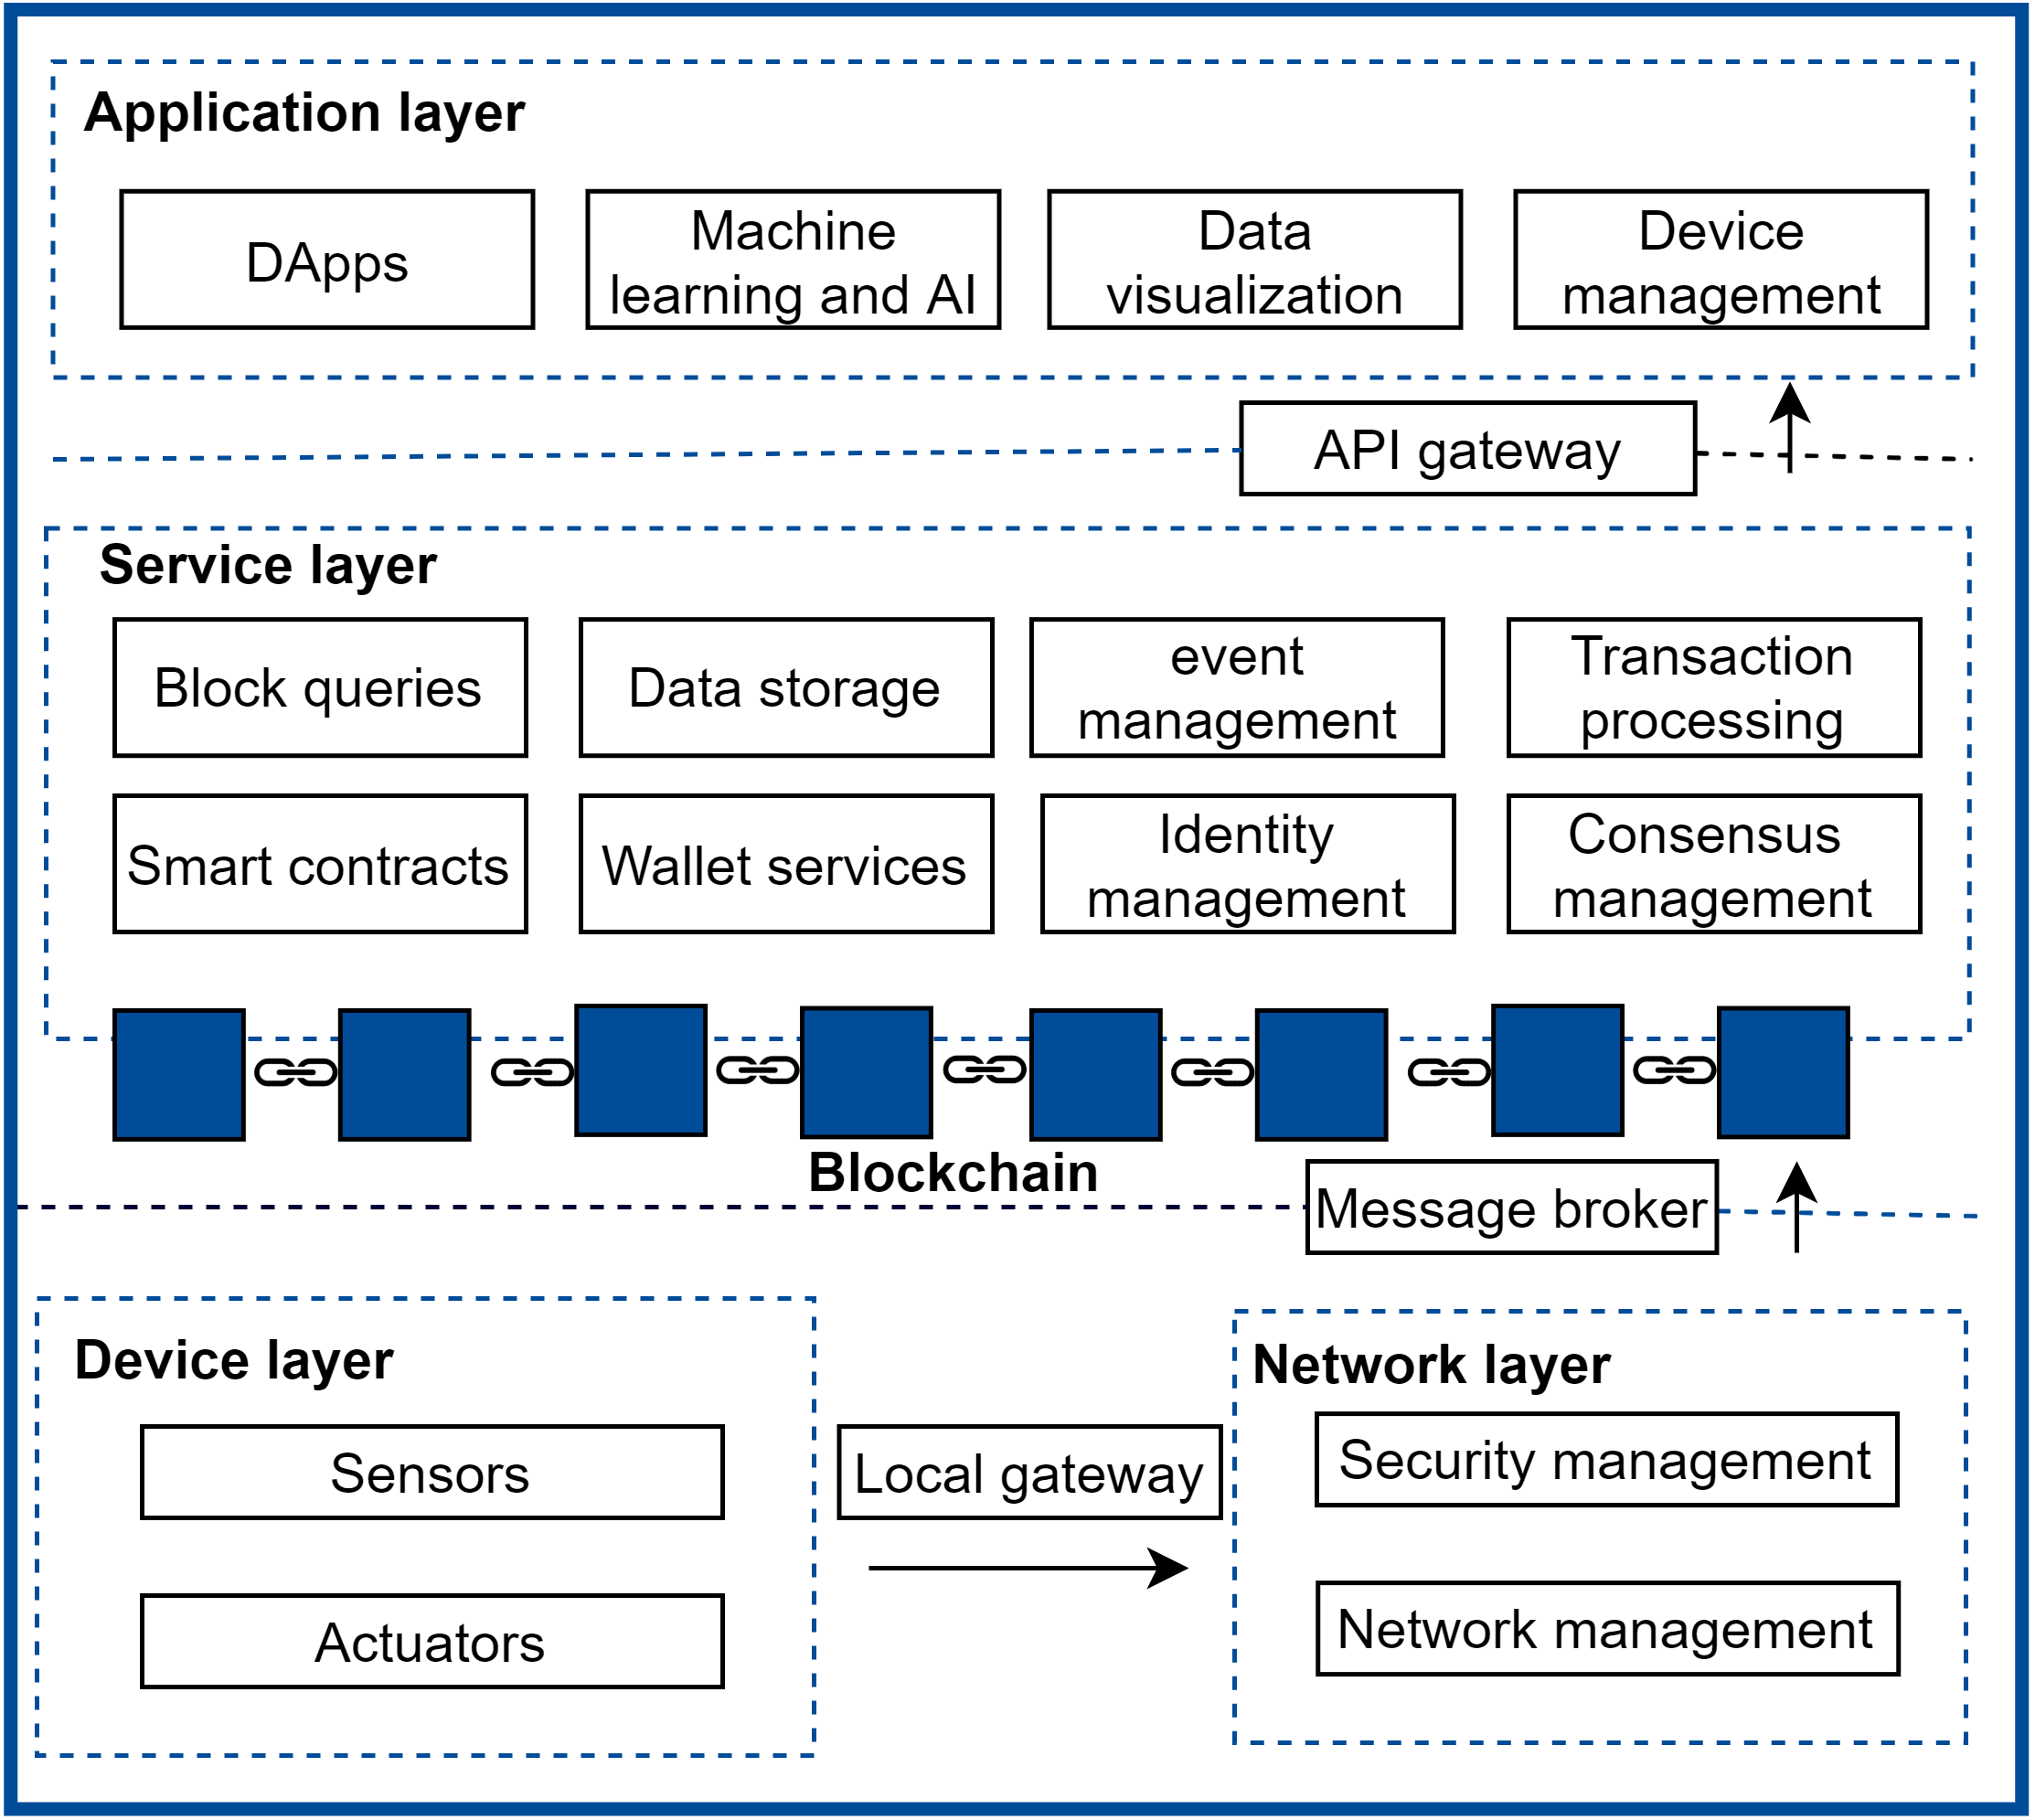 Application layer
DApps
Machine
learning and AI
Data
visualization
Device
management
API gateway
Service layer
Block queries
Data storage
event
management
Transaction
processing
Smart contracts
Wallet services
Identity
management
Consensus
management
Blockchain
Message broker
Device layer
Sensors
Actuators
Local gateway
Network layer
Security management
Network management